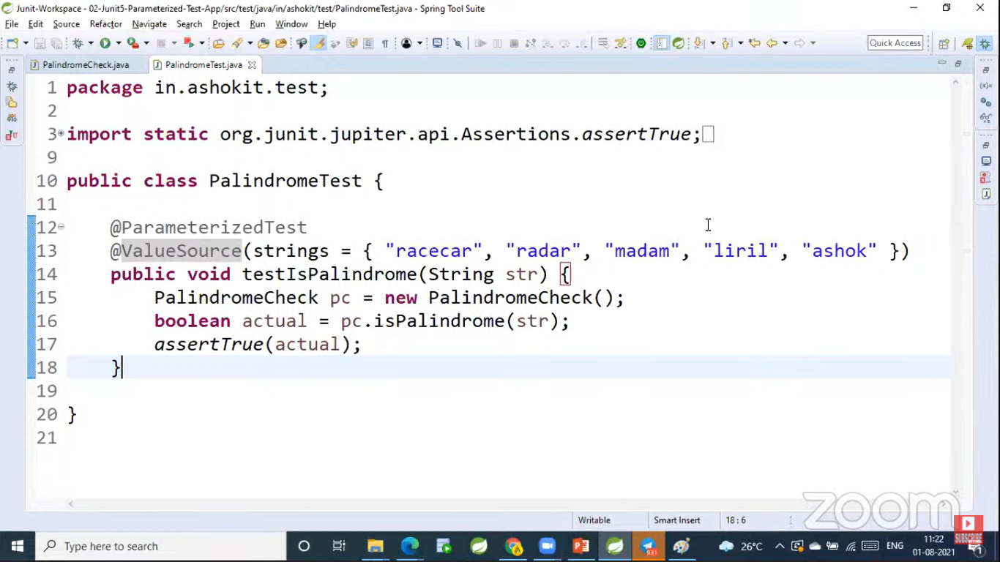 Junit-Workspace - 02-Junit5-Parameterized-Test-App/src/test/java/in/ashokit/test/PalindromeTest.java - Spring Tool Suite
File Edit Source Refactor Navigate Search Project Run Window Help
Quick Access
PalindromeCheck.java PalindromeTest.java
1 package in.ashokit.test;
2
3 import static org.junit.jupiter.api.Assertions.assertTrue;
9
10 public class PalindromeTest {
11
12 @ParameterizedTest
13 @ValueSource(strings = { "racecar", "radar", "madam", "liril", "ashok" })
14 public void testIsPalindrome(String str) {
15 PalindromeCheck pc = new PalindromeCheck();
16 boolean actual = pc.isPalindrome(str);
17 assertTrue(actual);
18 }
19
20 }
21
zoom
Writable Smart Insert 18 : 6
SUBSCRIBE
Type here to search
931
26°C
ENG
11:22
01-08-2021
1